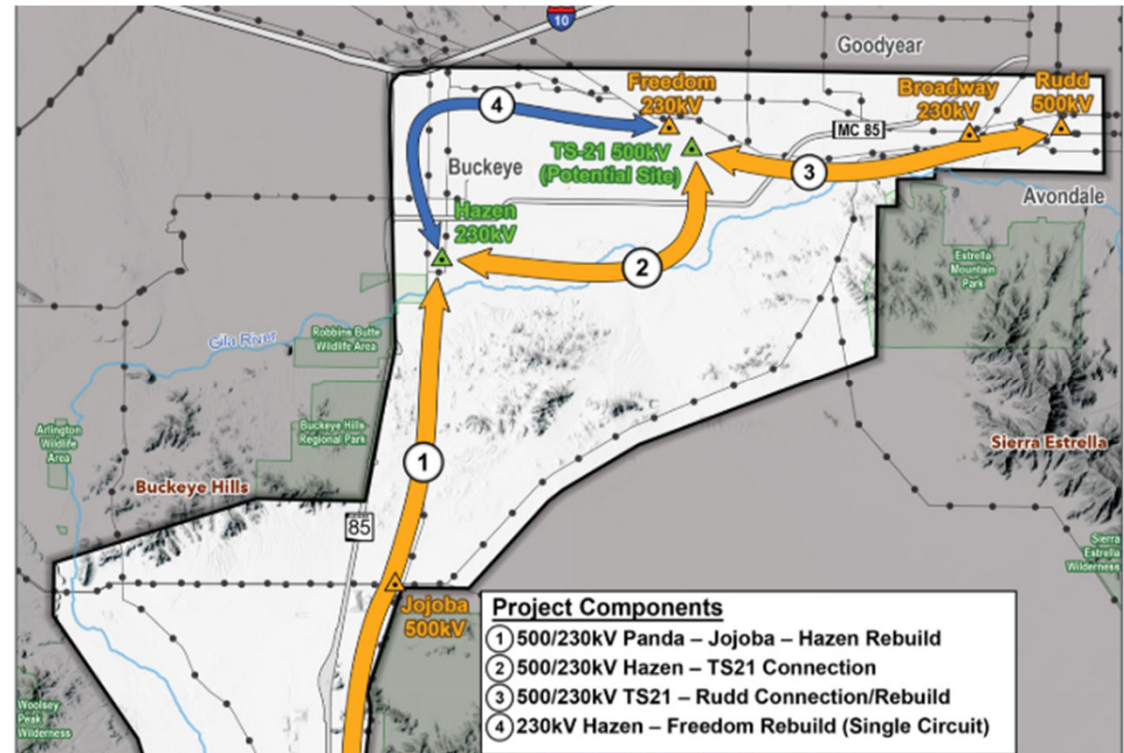 10
Goodyear
Freedom
230kV
Broadway
230kV
Rudd
500kV
4
MC 85
TS-21 500kV
(Potential Site)
Buckeye
3
Avondale
Hazen
230kV
2
Estrella
Mountain
Park
Gila River
Robbins Butte
Wildlife Area
Arlington
Wildlife
Area
Buckeye Hills
Regional Park
Sierra Estrella
1
Buckeye Hills
85
Sierra
Estrella
Wilderness
Jojoba
500kV
Woolsey
Peak
Wilderness
Project Components
1 500/230kV Panda – Jojoba – Hazen Rebuild
2 500/230kV Hazen – TS21 Connection
3 500/230kV TS21 – Rudd Connection/Rebuild
4 230kV Hazen – Freedom Rebuild (Single Circuit)